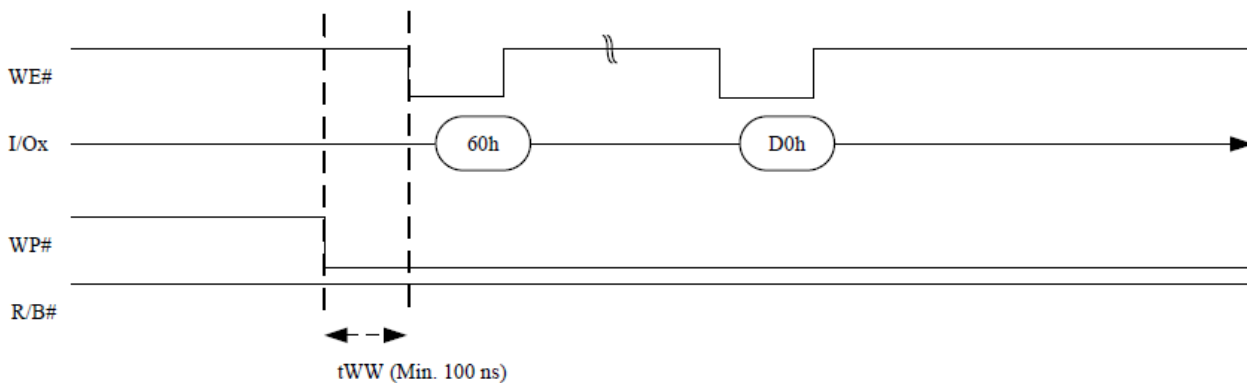 WE#
I/Ox
60h
D0h
WP#
R/B#
tWW (Min. 100 ns)